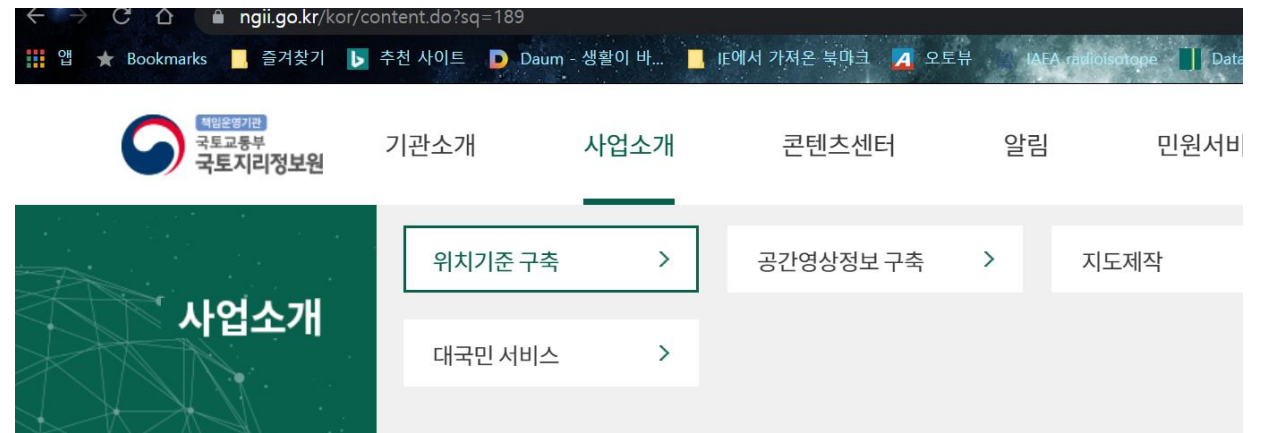 ngii.go.kr/kor/content.do?sq=189
앱 Bookmarks 즐겨찾기 추천 사이트 Daum - 생활이 바... IE에서 가져온 북마크 오토뷰 IAEA radioisotope Data
책임운영기관
국토교통부
국토지리정보원
기관소개 사업소개 콘텐츠센터 알림 민원서비
사업소개
위치기준 구축 공간영상정보 구축 지도제작
대국민 서비스